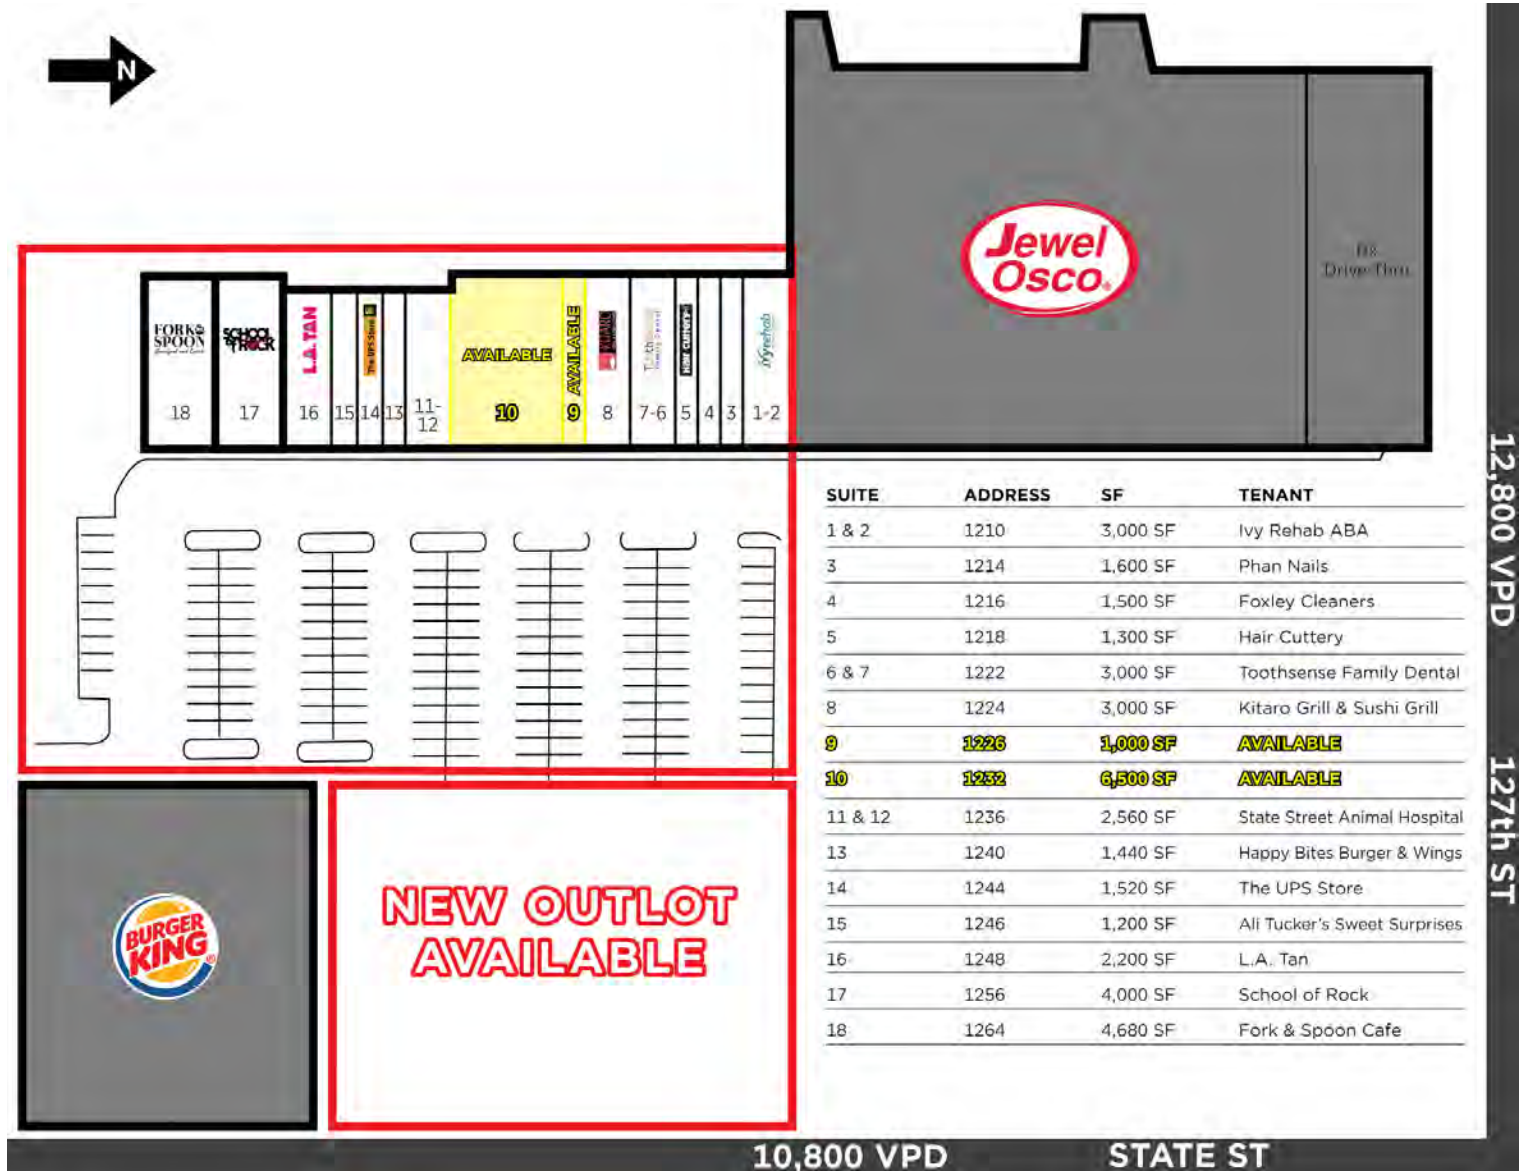 N
Jewel
Osco
Rx
Drive-Thru
FORK &
SPOON
SCHOOL
of ROCK
L.A. TAN
The UPS Store
AVAILABLE
AVAILABLE
HAIR CUTTERY
ivyrehab
18
17
16
15
14
13
11-
12
10
9
8
7-6
5
4
3
1-2
SUITE ADDRESS SF TENANT
1 & 2 1210 3,000 SF Ivy Rehab ABA
3 1214 1,600 SF Phan Nails
4 1216 1,500 SF Foxley Cleaners
5 1218 1,300 SF Hair Cuttery
6 & 7 1222 3,000 SF Toothsense Family Dental
8 1224 3,000 SF Kitaro Grill & Sushi Grill
9 1226 1,000 SF AVAILABLE
10 1232 6,500 SF AVAILABLE
11 & 12 1236 2,560 SF State Street Animal Hospital
13 1240 1,440 SF Happy Bites Burger & Wings
14 1244 1,520 SF The UPS Store
15 1246 1,200 SF Ali Tucker's Sweet Surprises
16 1248 2,200 SF L.A. Tan
17 1256 4,000 SF School of Rock
18 1264 4,680 SF Fork & Spoon Cafe
12,800 VPD
127th ST
BURGER
KING
NEW OUTLOT
AVAILABLE
10,800 VPD
STATE ST